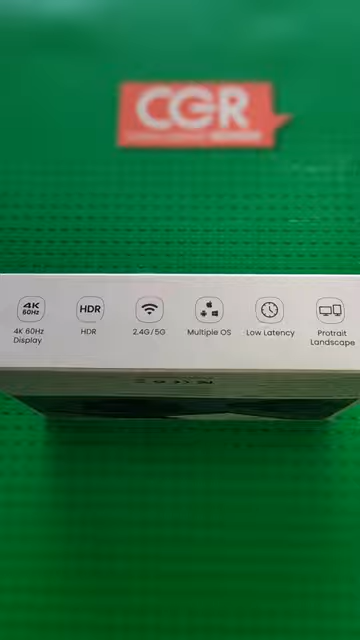 CGR
4K
60Hz
HDR
4K 60Hz
Display
HDR
2.4G/5G
Multiple OS
Low Latency
Protrait
Landscape